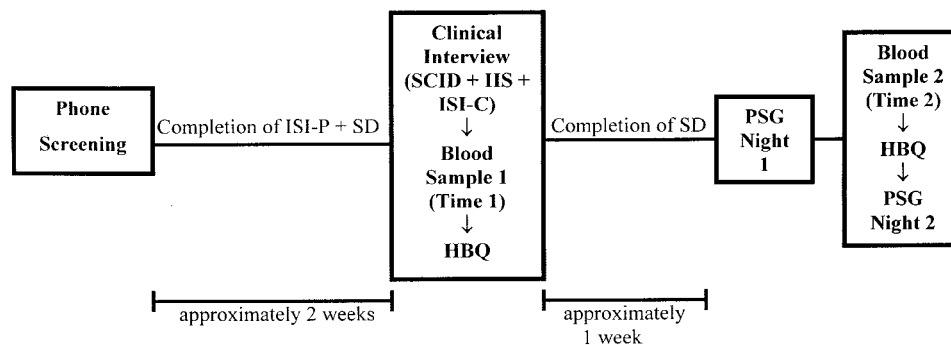 Phone
Screening
Completion of ISI-P + SD
Clinical
Interview
(SCID + IIS +
ISI-C)
↓
Blood
Sample 1
(Time 1)
↓
HBQ
Completion of SD
PSG
Night
1
Blood
Sample 2
(Time 2)
↓
HBQ
↓
PSG
Night 2
approximately 2 weeks
approximately
1 week